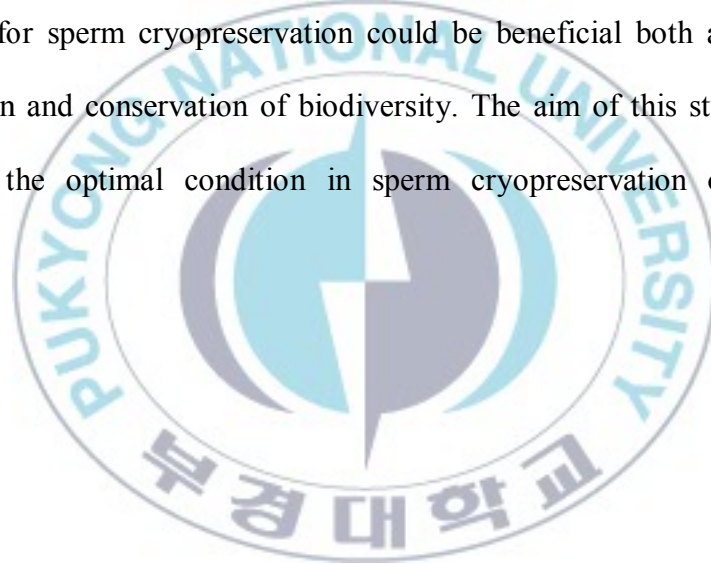 for sperm cryopreservation could be beneficial both a
n and conservation of biodiversity. The aim of this st
the optimal condition in sperm cryopreservation
PUKYONG NATIONAL UNIVERSITY
부경대학교